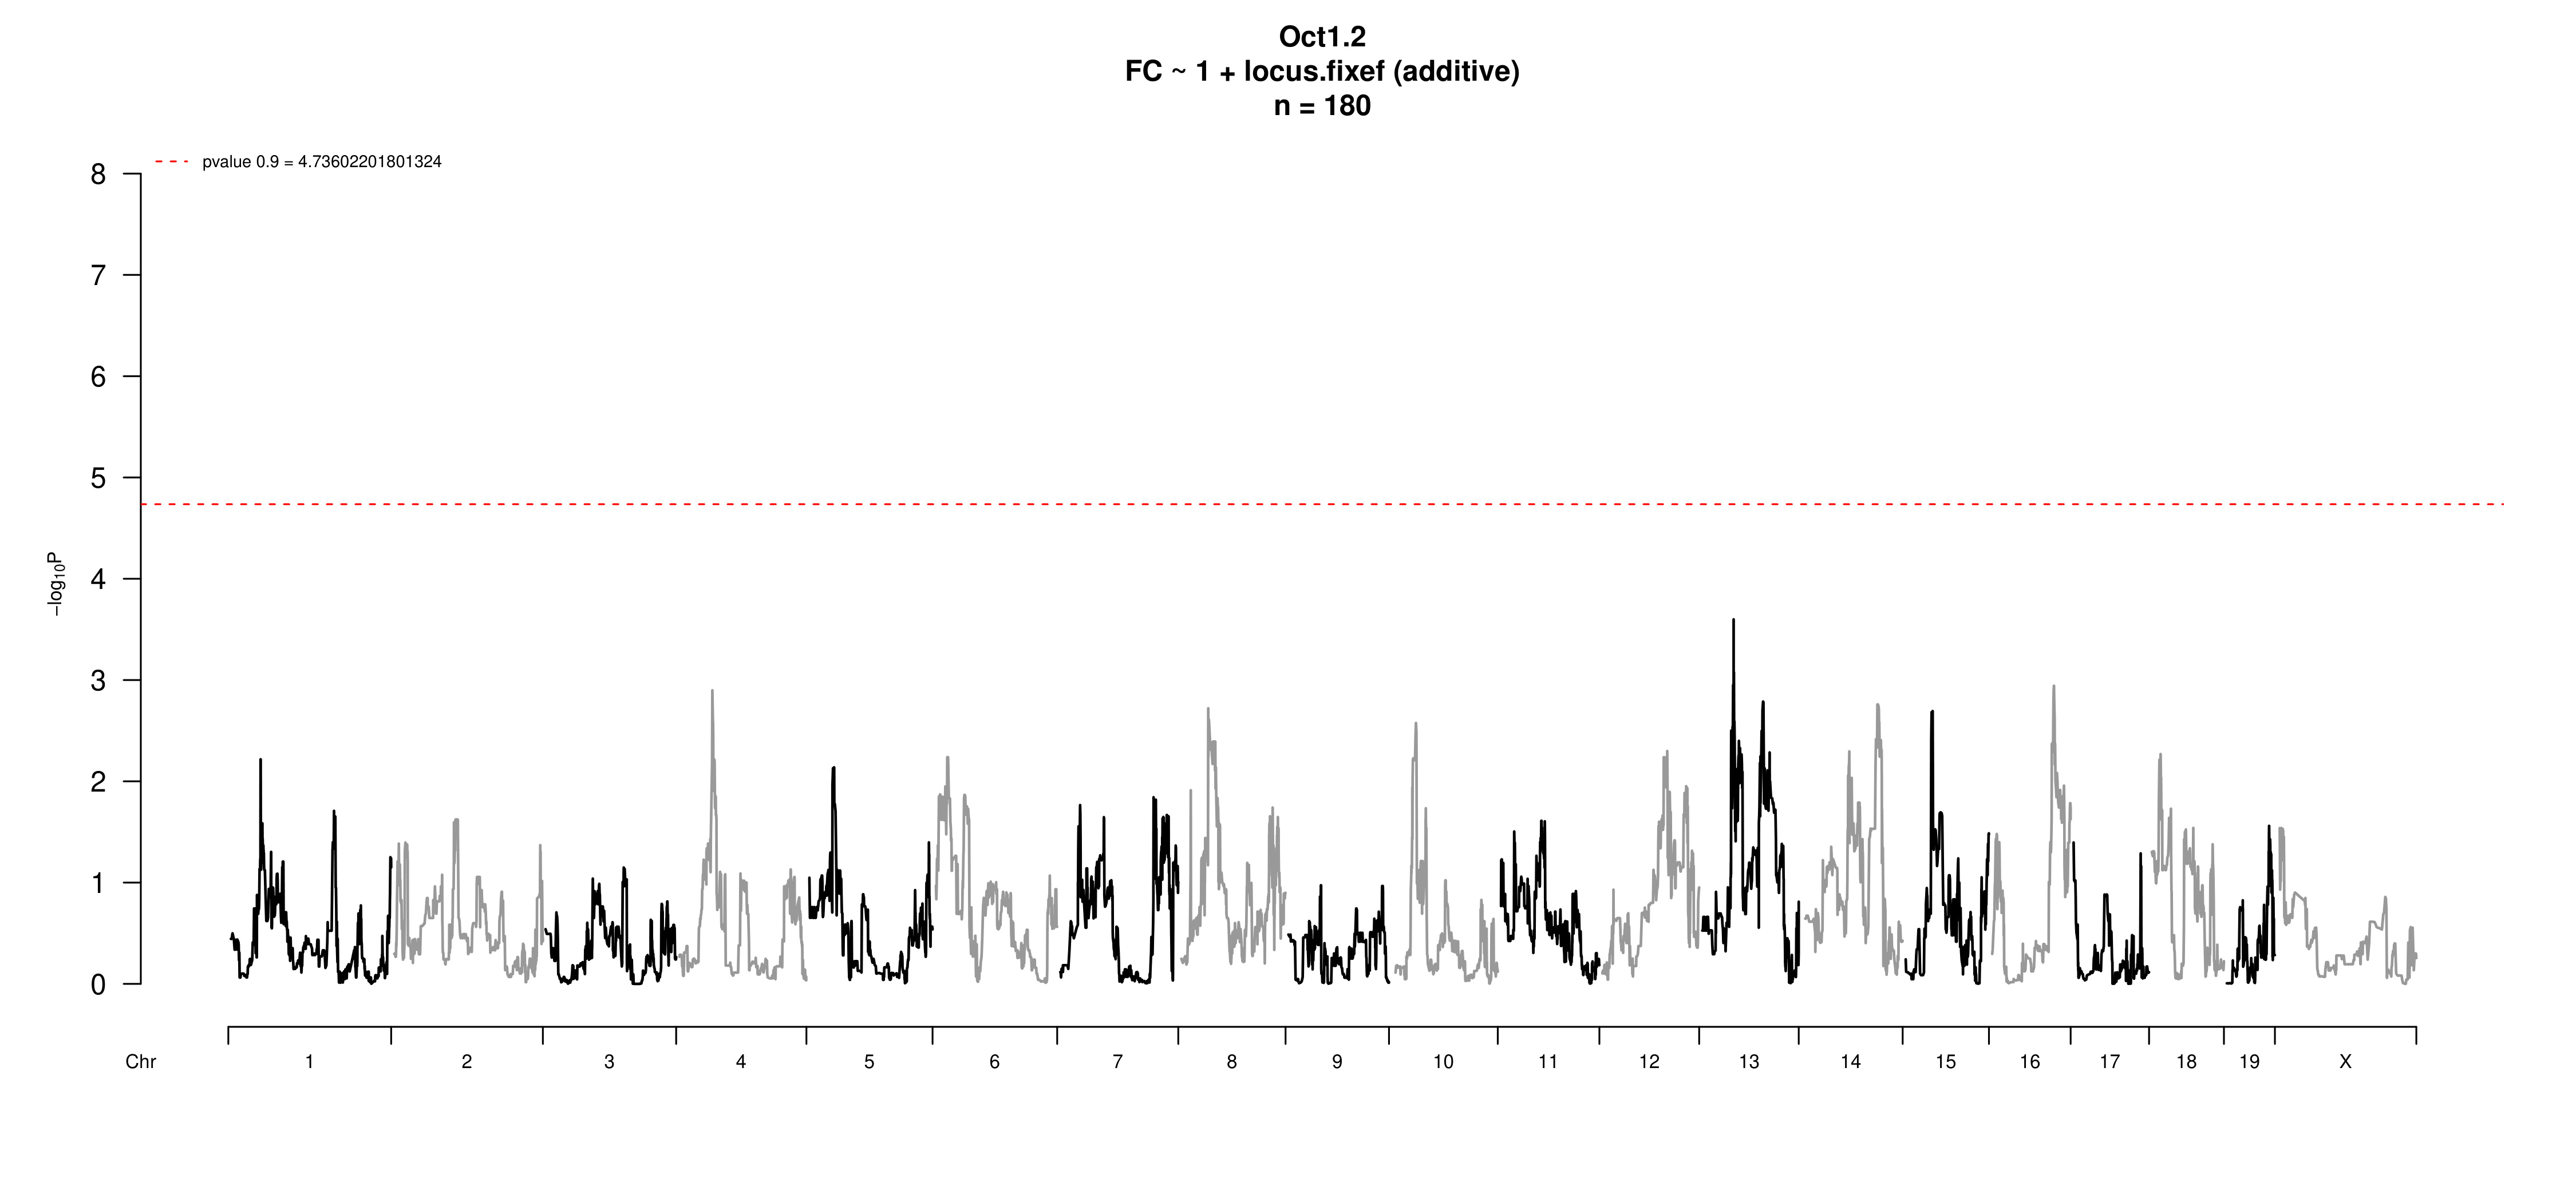 Oct1.2
FC ~ 1 + locus.fixef (additive)
n = 180
pvalue 0.9 = 4.73602201801324
8
7
6
5
4
3
2
1
0
−log10P
Chr 1 2 3 4 5 6 7 8 9 10 11 12 13 14 15 16 17 18 19 X